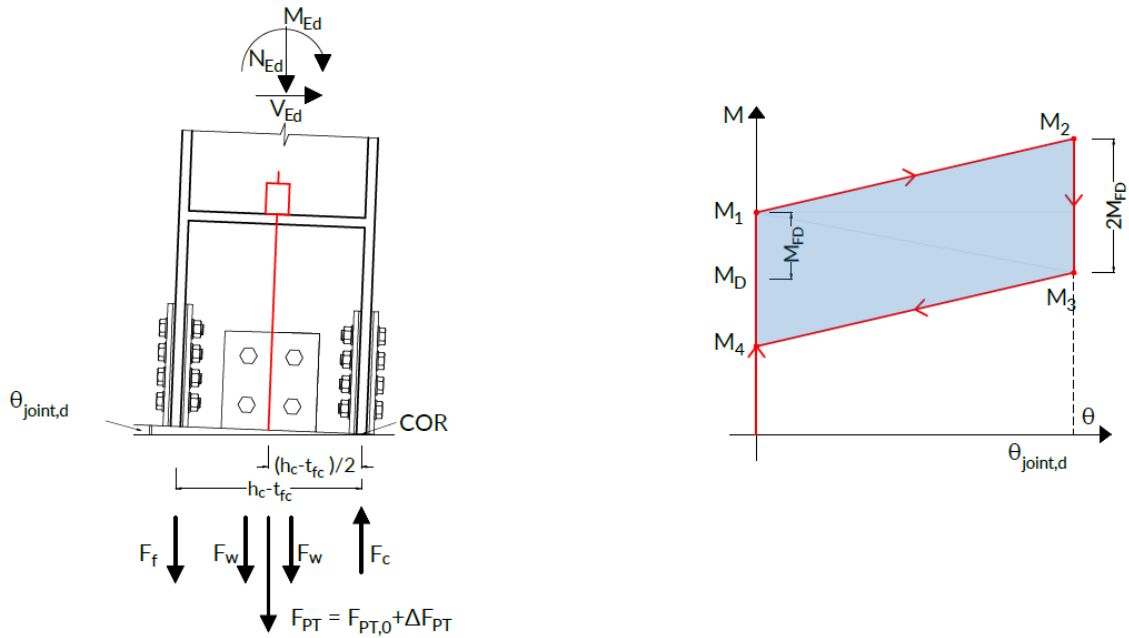 M_Ed
N_Ed
V_Ed
θ_joint,d
COR
(h_c-t_fc)/2
h_c-t_fc
F_f
F_w
F_w
F_c
F_PT = F_PT,0+ΔF_PT
M
M_2
M_1
M_FD
2M_FD
M_D
M_3
M_4
θ
θ_joint,d